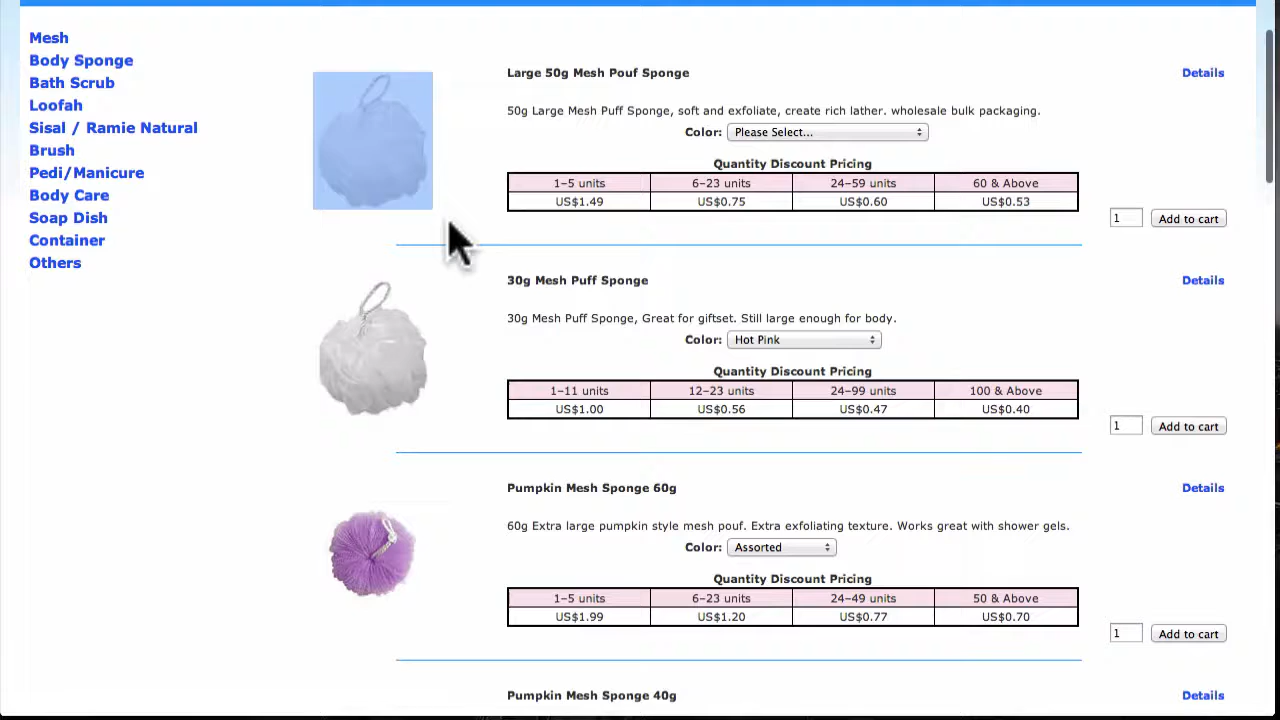 Mesh
Body Sponge
Bath Scrub
Loofah
Sisal / Ramie Natural
Brush
Pedi/Manicure
Body Care
Soap Dish
Container
Others
Large 50g Mesh Pouf Sponge
Details
50g Large Mesh Puff Sponge, soft and exfoliate, create rich lather. wholesale bulk packaging.
Color: Please Select...
Quantity Discount Pricing
1–5 units 6–23 units 24–59 units 60 & Above
US$1.49 US$0.75 US$0.60 US$0.53
1 Add to cart
30g Mesh Puff Sponge
Details
30g Mesh Puff Sponge, Great for giftset. Still large enough for body.
Color: Hot Pink
Quantity Discount Pricing
1–11 units 12–23 units 24–99 units 100 & Above
US$1.00 US$0.56 US$0.47 US$0.40
1 Add to cart
Pumpkin Mesh Sponge 60g
Details
60g Extra large pumpkin style mesh pouf. Extra exfoliating texture. Works great with shower gels.
Color: Assorted
Quantity Discount Pricing
1–5 units 6–23 units 24–49 units 50 & Above
US$1.99 US$1.20 US$0.77 US$0.70
1 Add to cart
Pumpkin Mesh Sponge 40g
Details